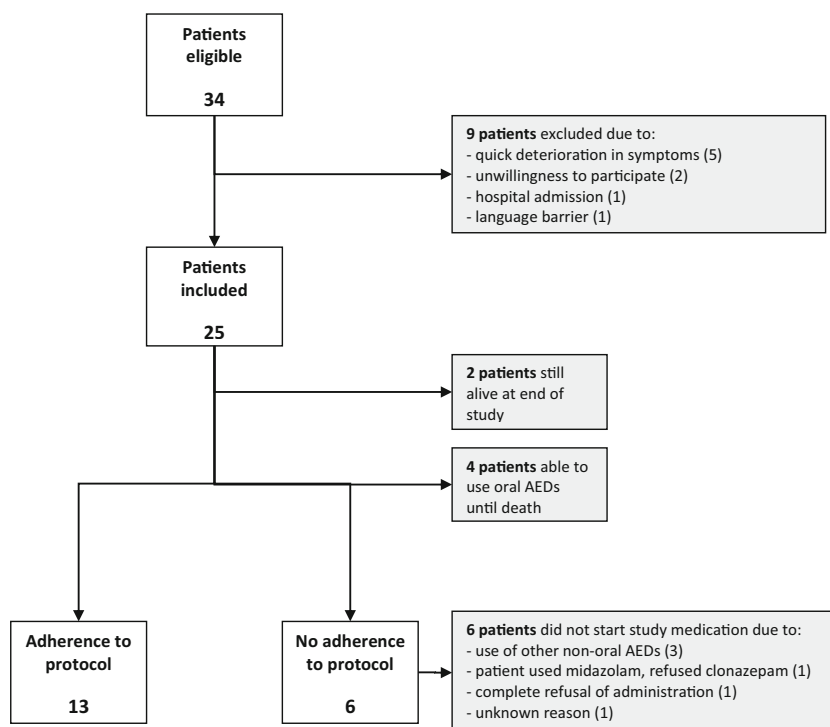 Patients
eligible
34
9 patients excluded due to:
- quick deterioration in symptoms (5)
- unwillingness to participate (2)
- hospital admission (1)
- language barrier (1)
Patients
included
25
2 patients still
alive at end of
study
4 patients able to
use oral AEDs
until death
Adherence to
protocol
13
No adherence
to protocol
6
6 patients did not start study medication due to:
- use of other non-oral AEDs (3)
- patient used midazolam, refused clonazepam (1)
- complete refusal of administration (1)
- unknown reason (1)